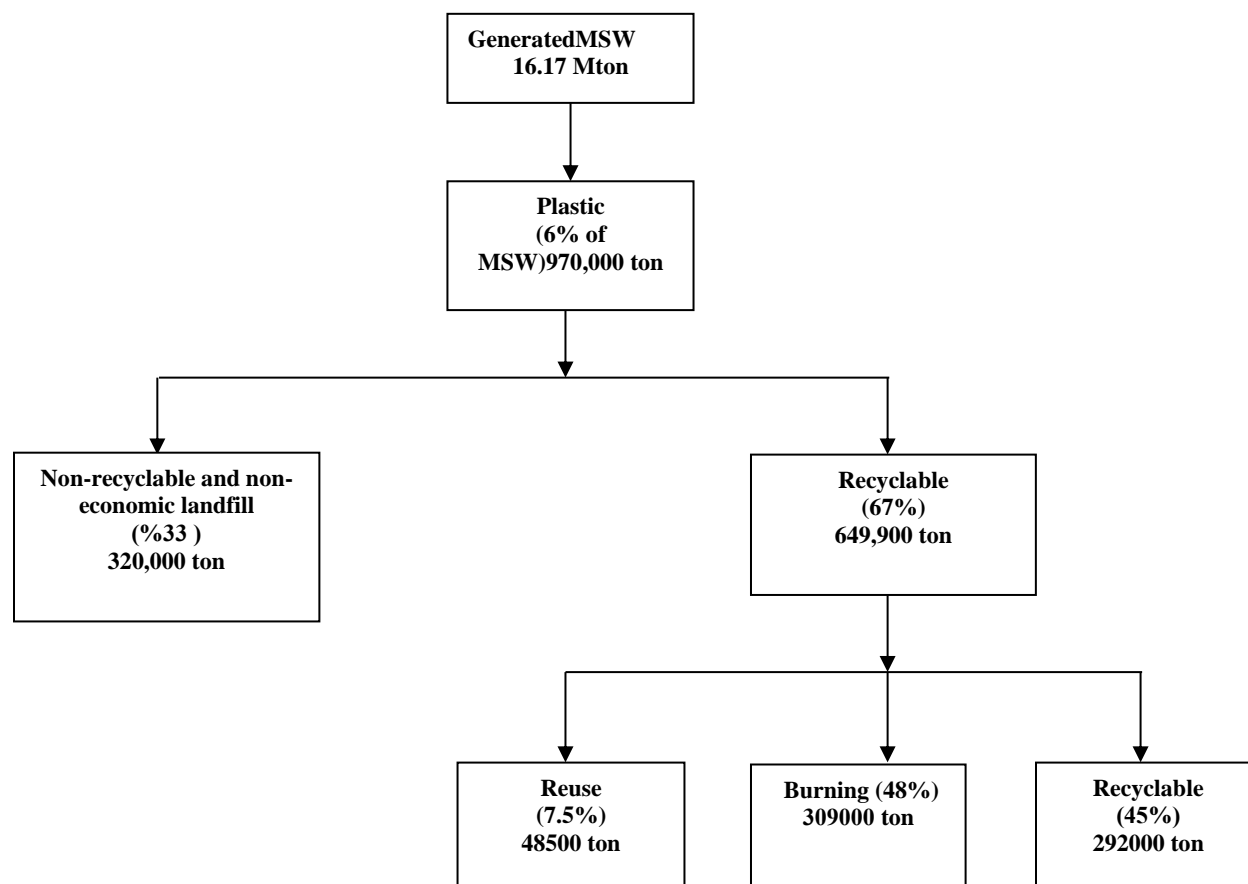 GeneratedMSW
16.17 Mton
Plastic
(6% of
MSW)970,000 ton
Non-recyclable and non-
economic landfill
(%33 )
320,000 ton
Recyclable
(67%)
649,900 ton
Reuse
(7.5%)
48500 ton
Burning (48%)
309000 ton
Recyclable
(45%)
292000 ton